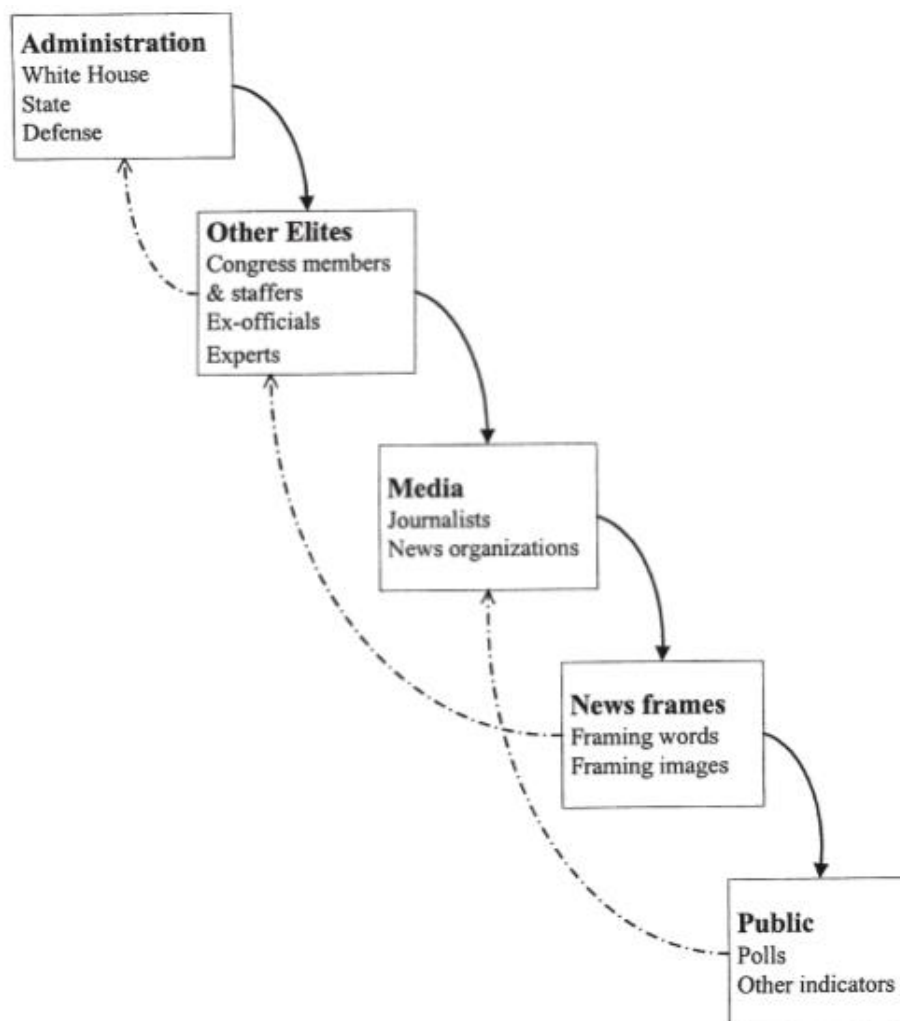 Administration
White House
State
Defense
Other Elites
Congress members
& staffers
Ex-officials
Experts
Media
Journalists
News organizations
News frames
Framing words
Framing images
Public
Polls
Other indicators